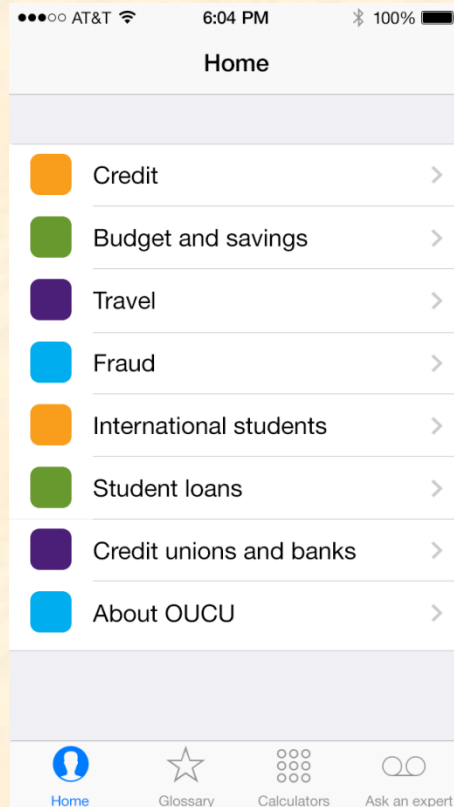 AT&T 6:04 PM 100%
Home
Credit
Budget and savings
Travel
Fraud
International students
Student loans
Credit unions and banks
About OUCU
Home Glossary Calculators Ask an expert